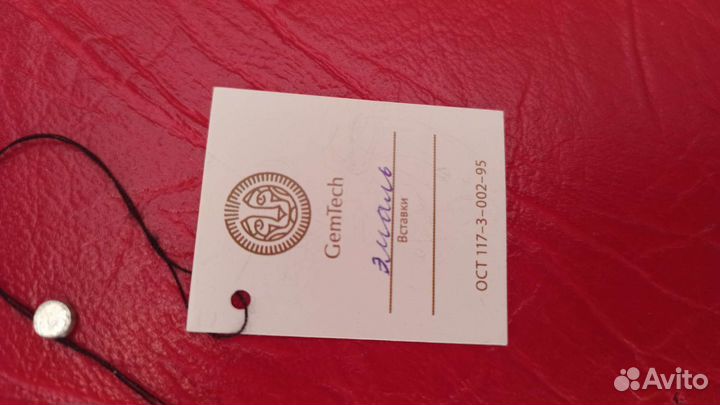 GemTech
эмаль
Вставки
ОСТ 117-3-002-95
Avito